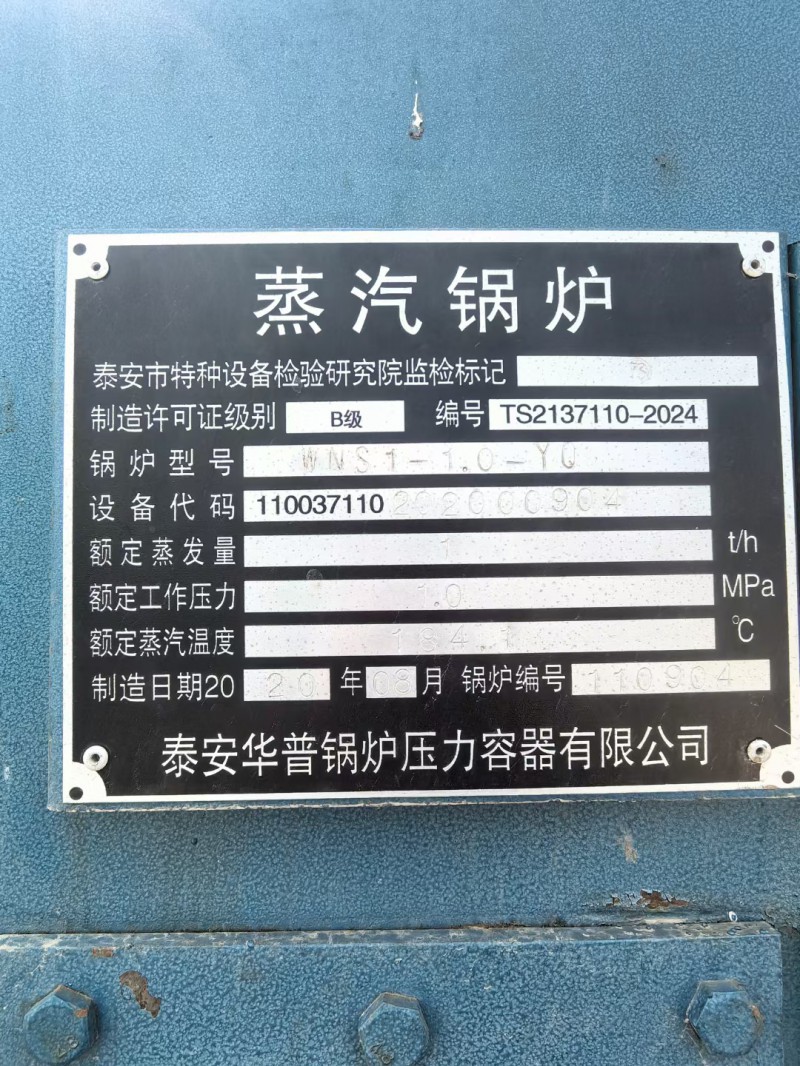 蒸汽锅炉
泰安市特种设备检验研究院监检标记
制造许可证级别 B级 编号 TS2137110-2024
锅炉型号 WNS1-1.0-YQ
设备代码 110037110202000904
额定蒸发量 1 t/h
额定工作压力 1.0 MPa
额定蒸汽温度 184.1 ℃
制造日期20 20 年 08 月 锅炉编号 110904
泰安华普锅炉压力容器有限公司